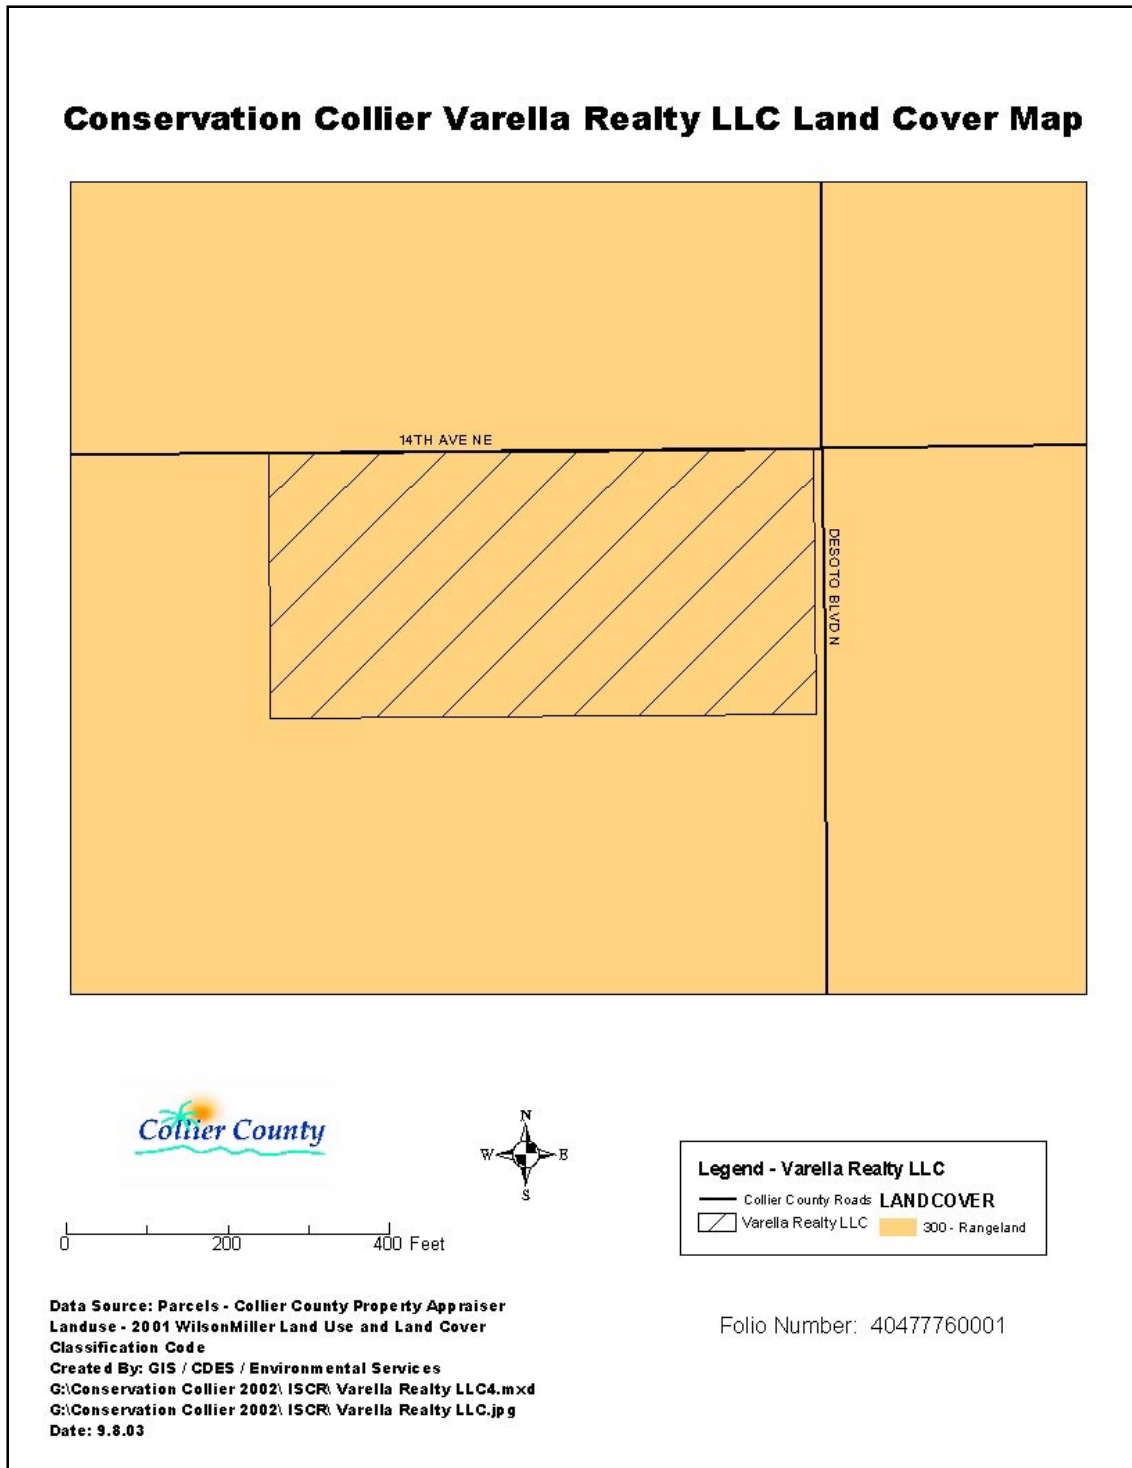 Conservation Collier Varella Realty LLC Land Cover Map
14TH AVE NE
DESOTO BLVD N
Collier County
N
W E
S
0 200 400 Feet
Legend - Varella Realty LLC
Collier County Roads LANDCOVER
Varella Realty LLC 300 - Rangeland
Data Source: Parcels - Collier County Property Appraiser
Landuse - 2001 WilsonMiller Land Use and Land Cover
Classification Code
Created By: GIS / CDES / Environmental Services
G:\Conservation Collier 2002\ ISCR\ Varella Realty LLC4.mxd
G:\Conservation Collier 2002\ ISCR\ Varella Realty LLC.jpg
Date: 9.8.03
Folio Number: 40477760001